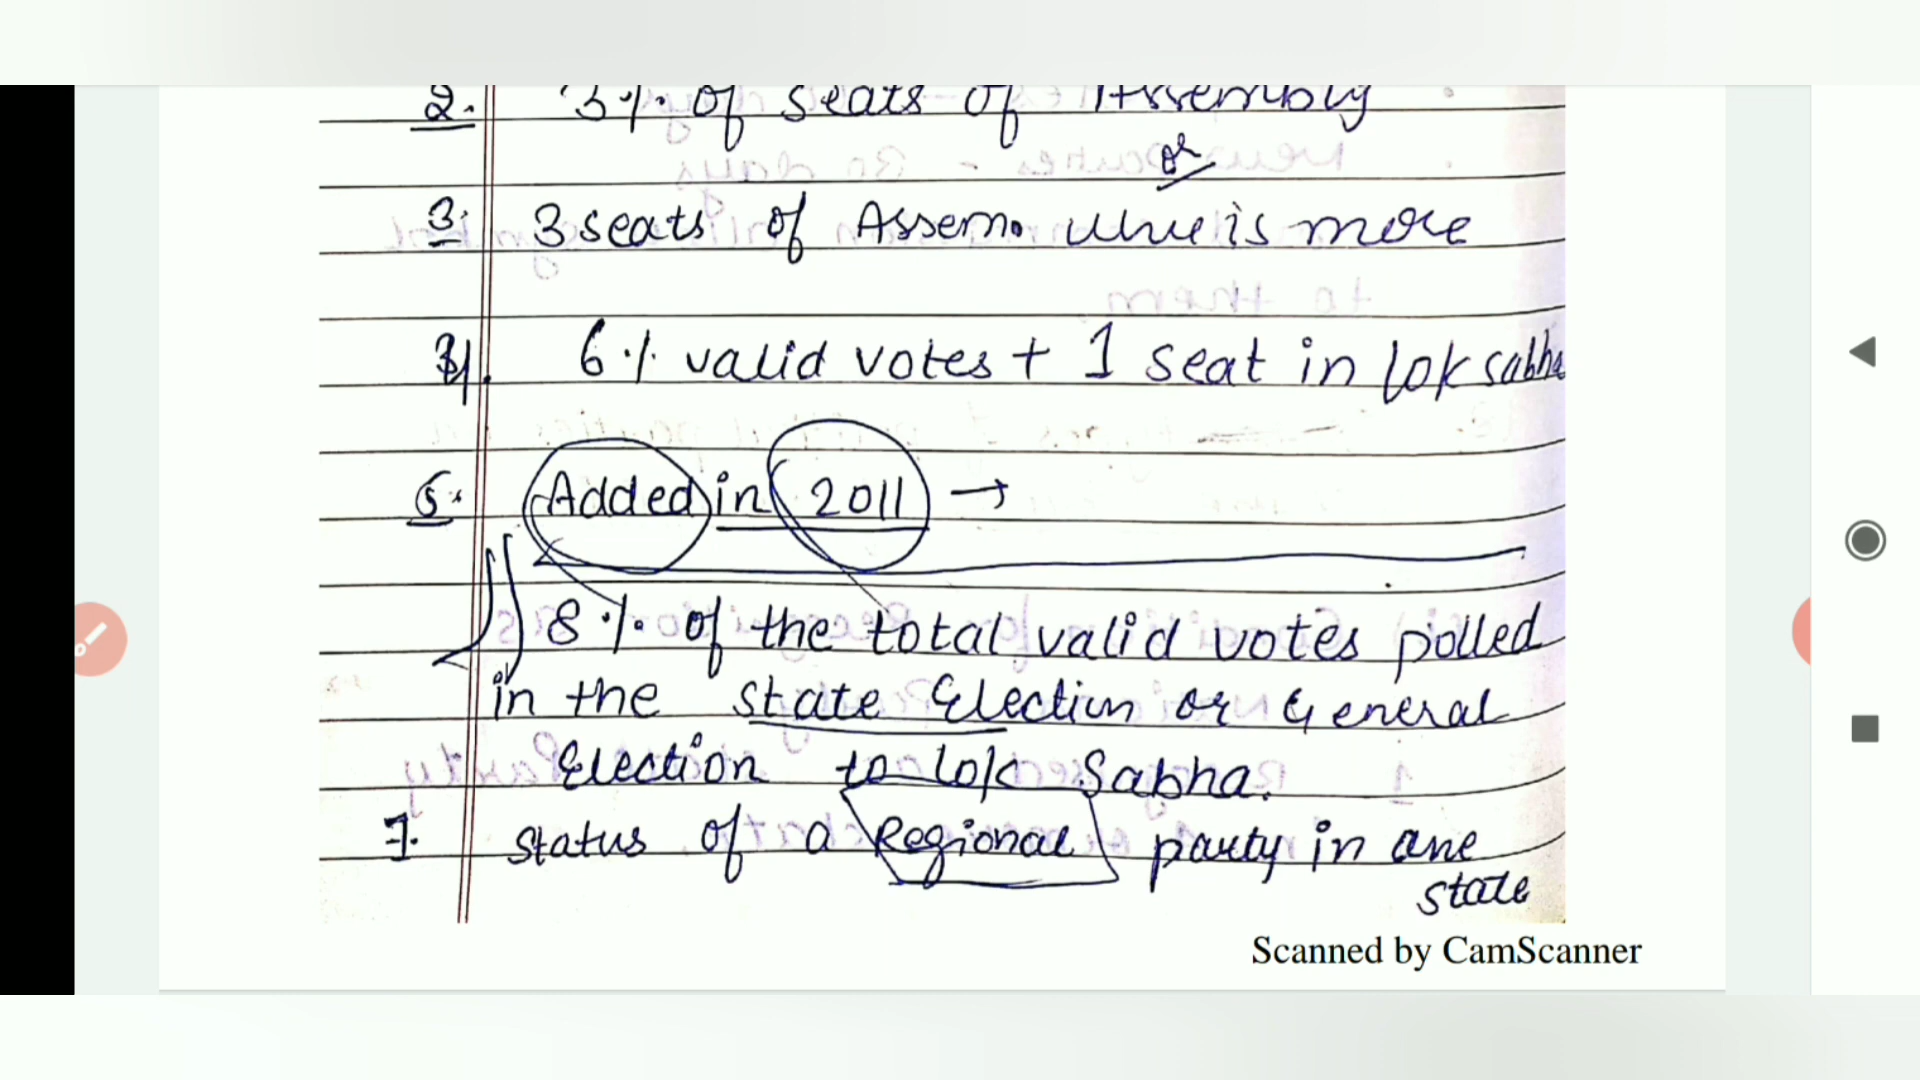 2. 3% of seats of Assembly
or
3. 3 seats of Assem. whue is more
4. 6% valid votes + 1 seat in lok sabha
5. Added in 2011 →
8% of the total valid votes polled
in the state Election or General
Election to lok Sabha.
7. status of a Regional party in one
state
Scanned by CamScanner